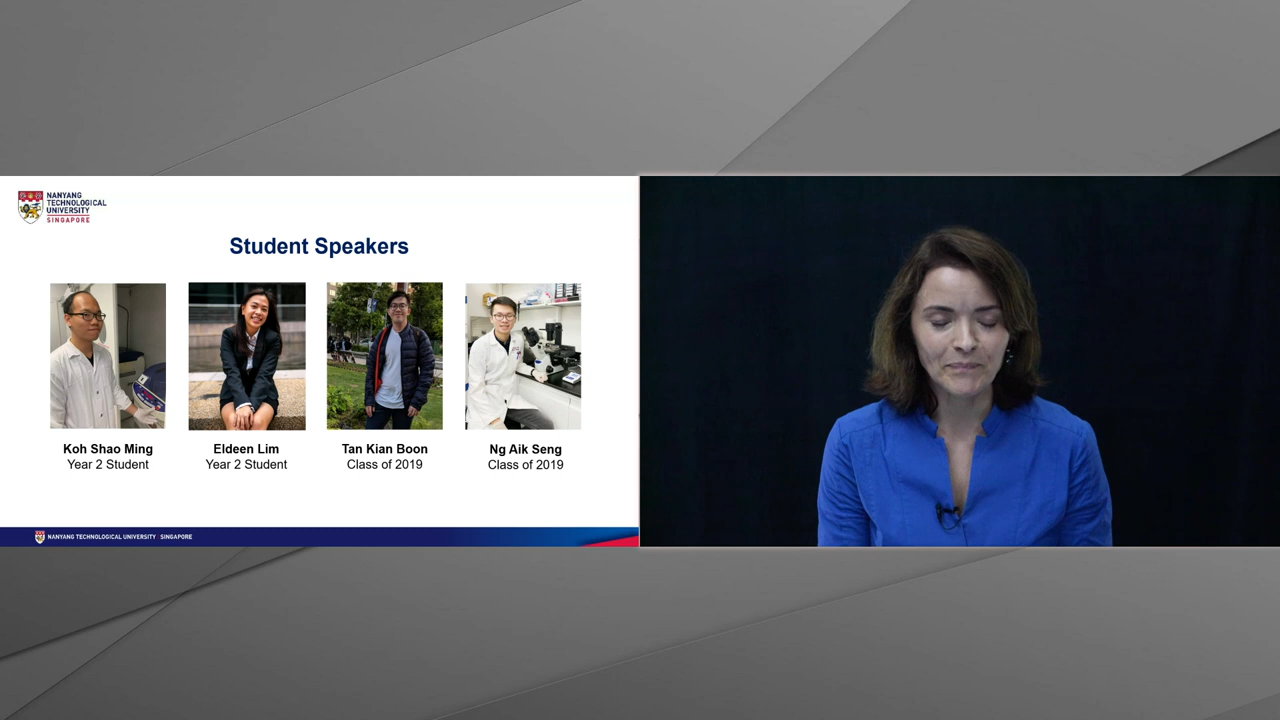 NANYANG
TECHNOLOGICAL
UNIVERSITY
SINGAPORE
Student Speakers
Koh Shao Ming
Year 2 Student
Eldeen Lim
Year 2 Student
Tan Kian Boon
Class of 2019
Ng Aik Seng
Class of 2019
NANYANG TECHNOLOGICAL UNIVERSITY SINGAPORE